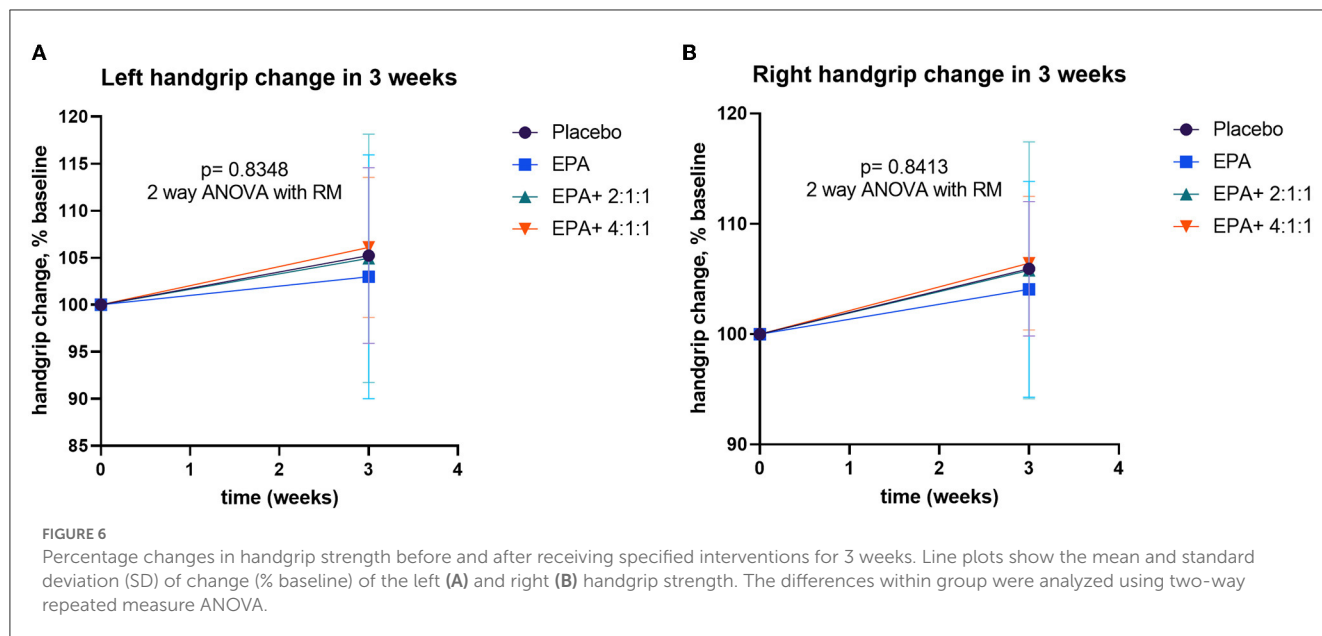 A
Left handgrip change in 3 weeks
handgrip change, % baseline
120
115
110
105
100
95
90
85
p= 0.8348
2 way ANOVA with RM
0 1 2 3 4
time (weeks)
Placebo
EPA
EPA+ 2:1:1
EPA+ 4:1:1
B
Right handgrip change in 3 weeks
handgrip change, % baseline
120
110
100
90
p= 0.8413
2 way ANOVA with RM
0 1 2 3 4
time (weeks)
Placebo
EPA
EPA+ 2:1:1
EPA+ 4:1:1
FIGURE 6
Percentage changes in handgrip strength before and after receiving specified interventions for 3 weeks. Line plots show the mean and standard
deviation (SD) of change (% baseline) of the left (A) and right (B) handgrip strength. The differences within group were analyzed using two-way
repeated measure ANOVA.